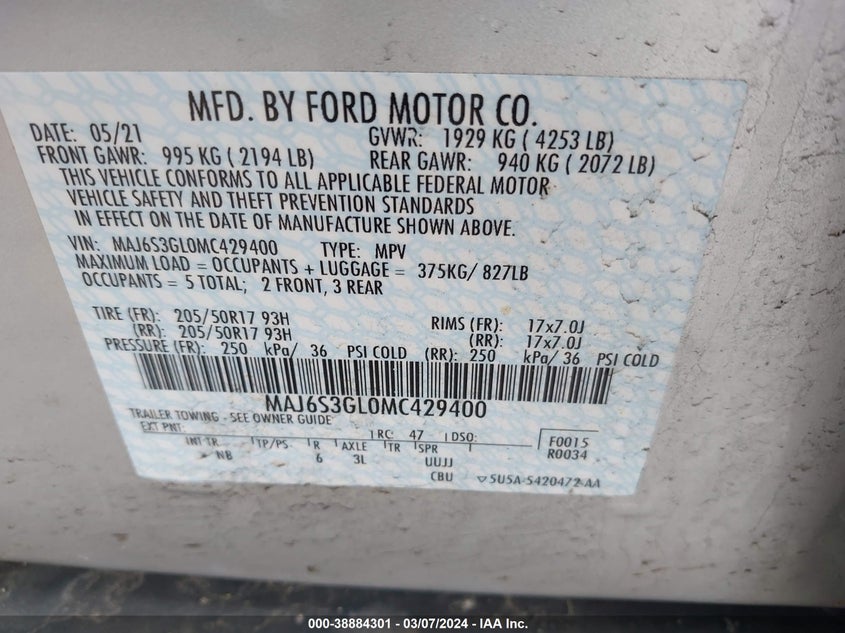 MFD. BY FORD MOTOR CO.
DATE: 05/21 GVWR: 1929 KG ( 4253 LB)
FRONT GAWR: 995 KG ( 2194 LB) REAR GAWR: 940 KG ( 2072 LB)
THIS VEHICLE CONFORMS TO ALL APPLICABLE FEDERAL MOTOR
VEHICLE SAFETY AND THEFT PREVENTION STANDARDS
IN EFFECT ON THE DATE OF MANUFACTURE SHOWN ABOVE.
VIN: MAJ6S3GL0MC429400 TYPE: MPV
MAXIMUM LOAD = OCCUPANTS + LUGGAGE = 375KG/ 827LB
OCCUPANTS = 5 TOTAL; 2 FRONT, 3 REAR
TIRE (FR): 205/50R17 93H RIMS (FR): 17x7.0J
(RR): 205/50R17 93H (RR): 17x7.0J
PRESSURE (FR): 250 kPa/ 36 PSI COLD (RR): 250 kPa/ 36 PSI COLD
MAJ6S3GL0MC429400
TRAILER TOWING - SEE OWNER GUIDE
EXT PNT: RC: 47 DSO: F0015
INT TR TP/PS R AXLE TR SPR R0034
NB 6 3L UUJJ
CBU 5U5A-5420472-AA
000-38884301 - 03/07/2024 - IAA Inc.